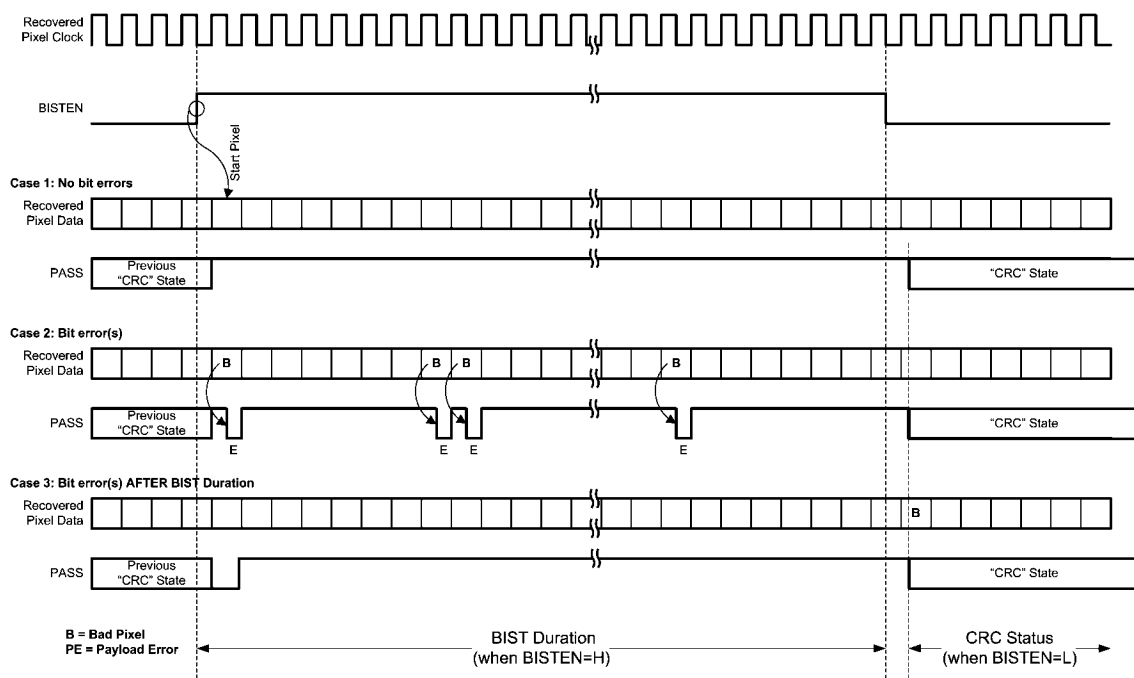 Recovered
Pixel Clock
BISTEN
Start Pixel
Case 1: No bit errors
Recovered
Pixel Data
PASS
Previous
"CRC" State
"CRC" State
Case 2: Bit error(s)
Recovered
Pixel Data
B
B
B
B
PASS
Previous
"CRC" State
"CRC" State
E
E
E
E
Case 3: Bit error(s) AFTER BIST Duration
Recovered
Pixel Data
B
PASS
Previous
"CRC" State
"CRC" State
B = Bad Pixel
PE = Payload Error
BIST Duration
(when BISTEN=H)
CRC Status
(when BISTEN=L)